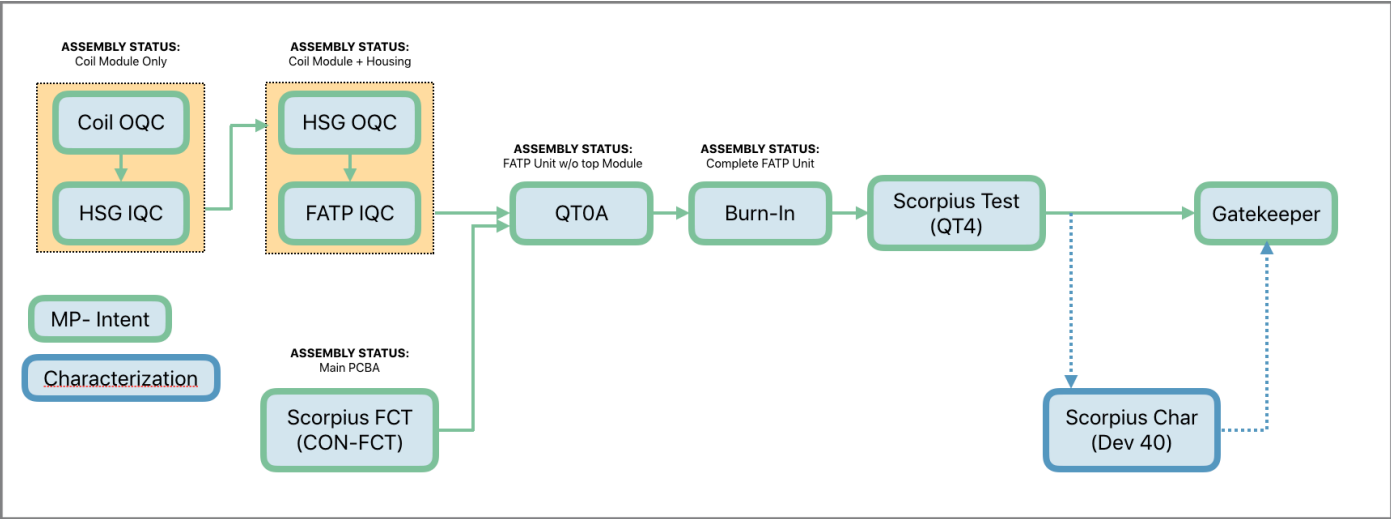 ASSEMBLY STATUS:
Coil Module Only
Coil OQC
HSG IQC
ASSEMBLY STATUS:
Coil Module + Housing
HSG OQC
FATP IQC
ASSEMBLY STATUS:
FATP Unit w/o top Module
QT0A
ASSEMBLY STATUS:
Complete FATP Unit
Burn-In
Scorpius Test
(QT4)
Gatekeeper
MP- Intent
Characterization
ASSEMBLY STATUS:
Main PCBA
Scorpius FCT
(CON-FCT)
Scorpius Char
(Dev 40)